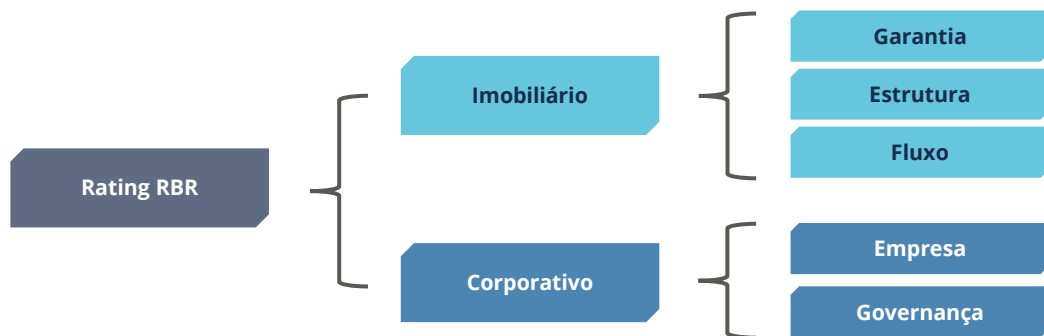 Rating RBR
Imobiliário
Garantia
Estrutura
Fluxo
Corporativo
Empresa
Governança